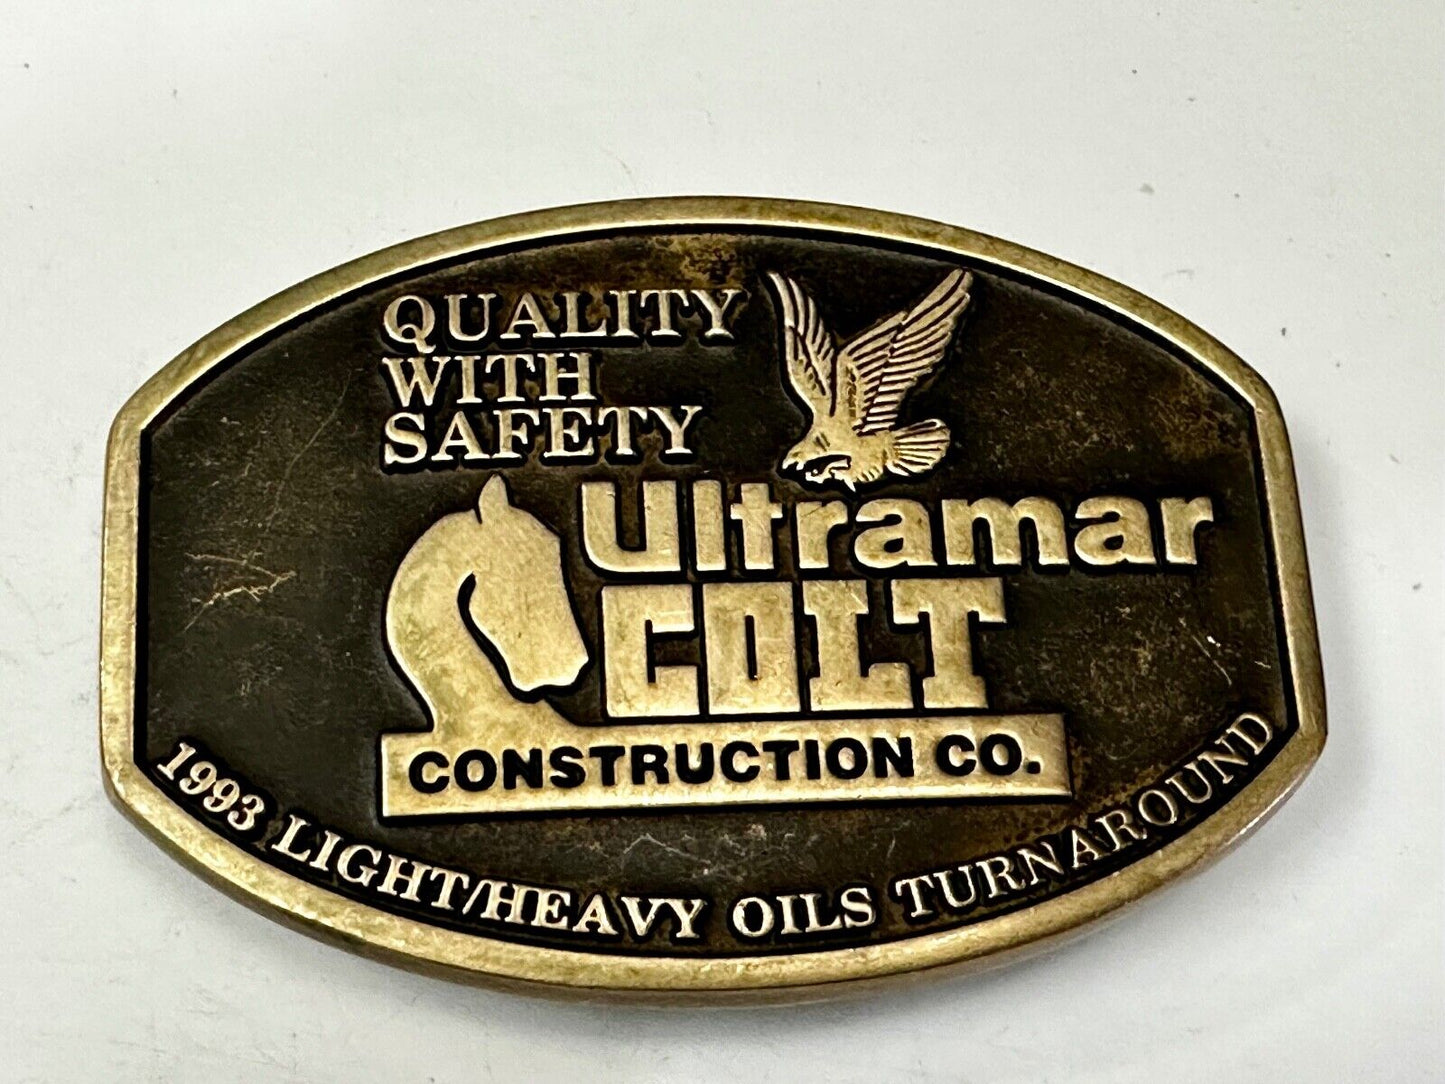 QUALITY
WITH
SAFETY
Ultramar
COLT
CONSTRUCTION CO.
1993 LIGHT/HEAVY OILS TURNAROUND